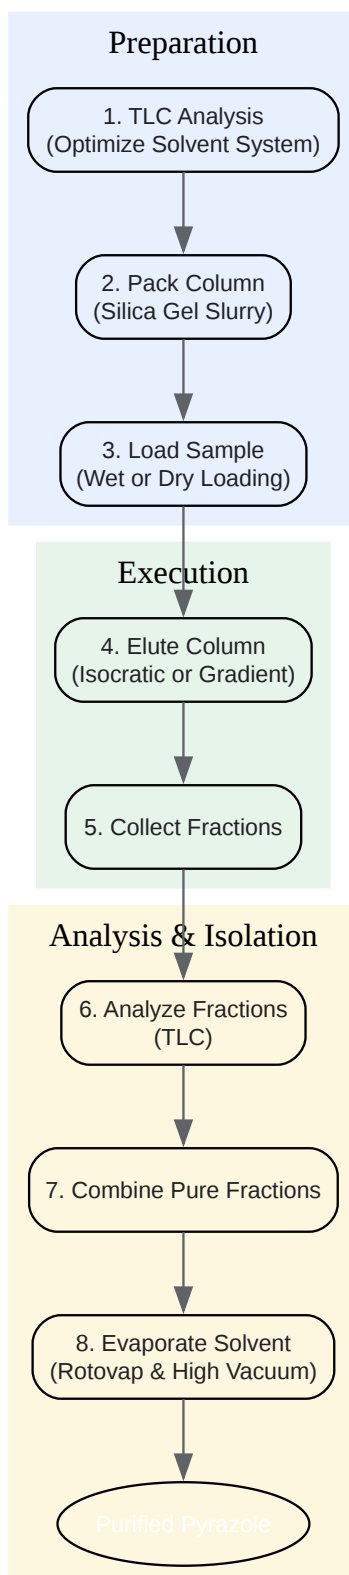 Preparation
1. TLC Analysis
(Optimize Solvent System)
2. Pack Column
(Silica Gel Slurry)
3. Load Sample
(Wet or Dry Loading)
Execution
4. Elute Column
(Isocratic or Gradient)
5. Collect Fractions
Analysis & Isolation
6. Analyze Fractions
(TLC)
7. Combine Pure Fractions
8. Evaporate Solvent
(Rotovap & High Vacuum)
Purified Pyrazole